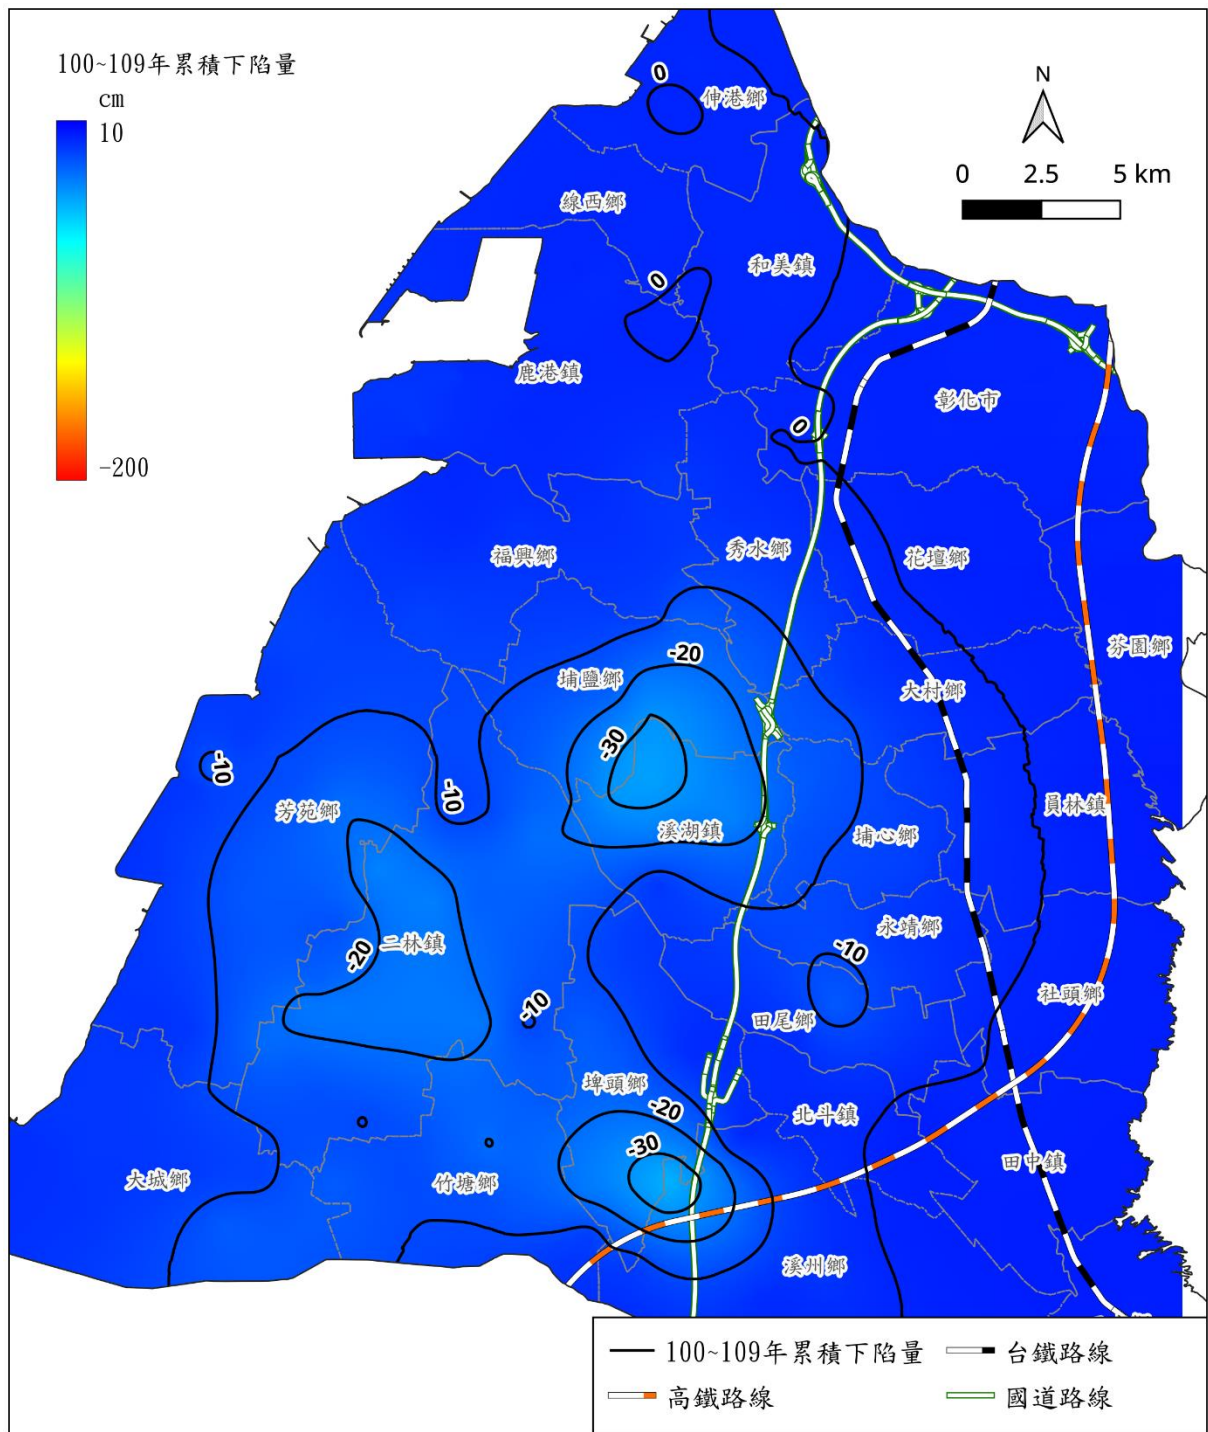 100~109年累積下陷量
cm
10
-200
N
0 2.5 5 km
0
伸港鄉
線西鄉
和美鎮
0
鹿港鎮
彰化市
0
福興鄉
秀水鄉
花壇鄉
芬園鄉
-20
埔鹽鄉
大村鄉
-30
-10
-10
芳苑鄉
員林鎮
溪湖鎮
埔心鄉
永靖鄉
二林鎮
-20
-10
社頭鄉
-10
田尾鄉
埤頭鄉
-20
北斗鎮
-30
田中鎮
大城鄉
竹塘鄉
溪州鄉
100~109年累積下陷量
台鐵路線
高鐵路線
國道路線